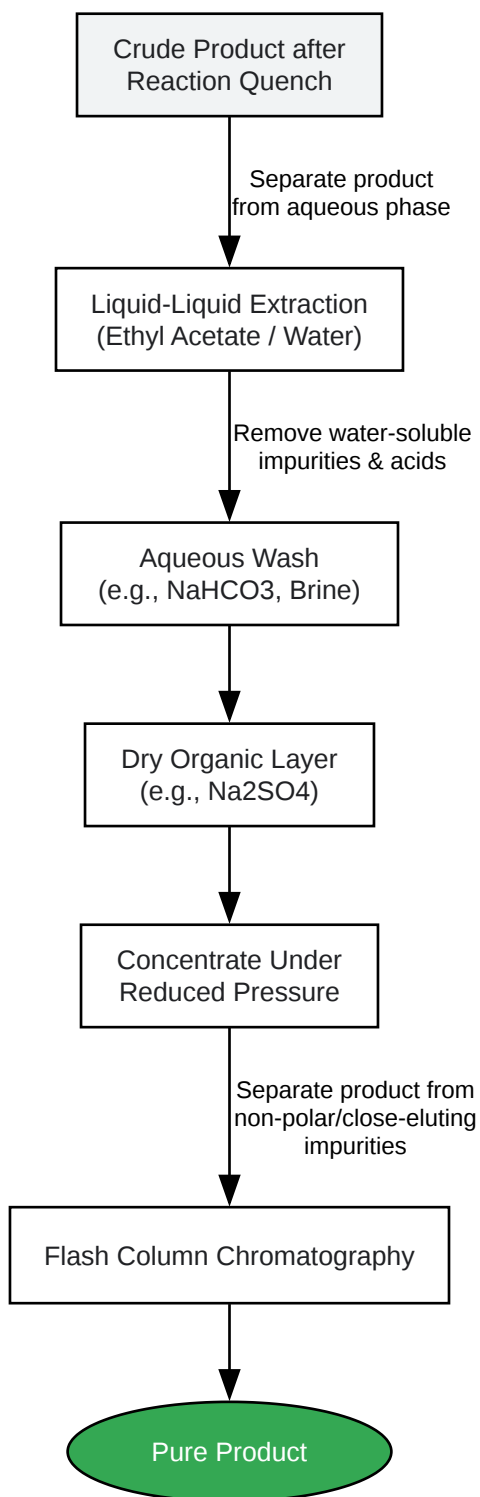 Crude Product after
Reaction Quench
Separate product
from aqueous phase
Liquid-Liquid Extraction
(Ethyl Acetate / Water)
Remove water-soluble
impurities & acids
Aqueous Wash
(e.g., NaHCO3, Brine)
Dry Organic Layer
(e.g., Na2SO4)
Concentrate Under
Reduced Pressure
Separate product from
non-polar/close-eluting
impurities
Flash Column Chromatography
Pure Product